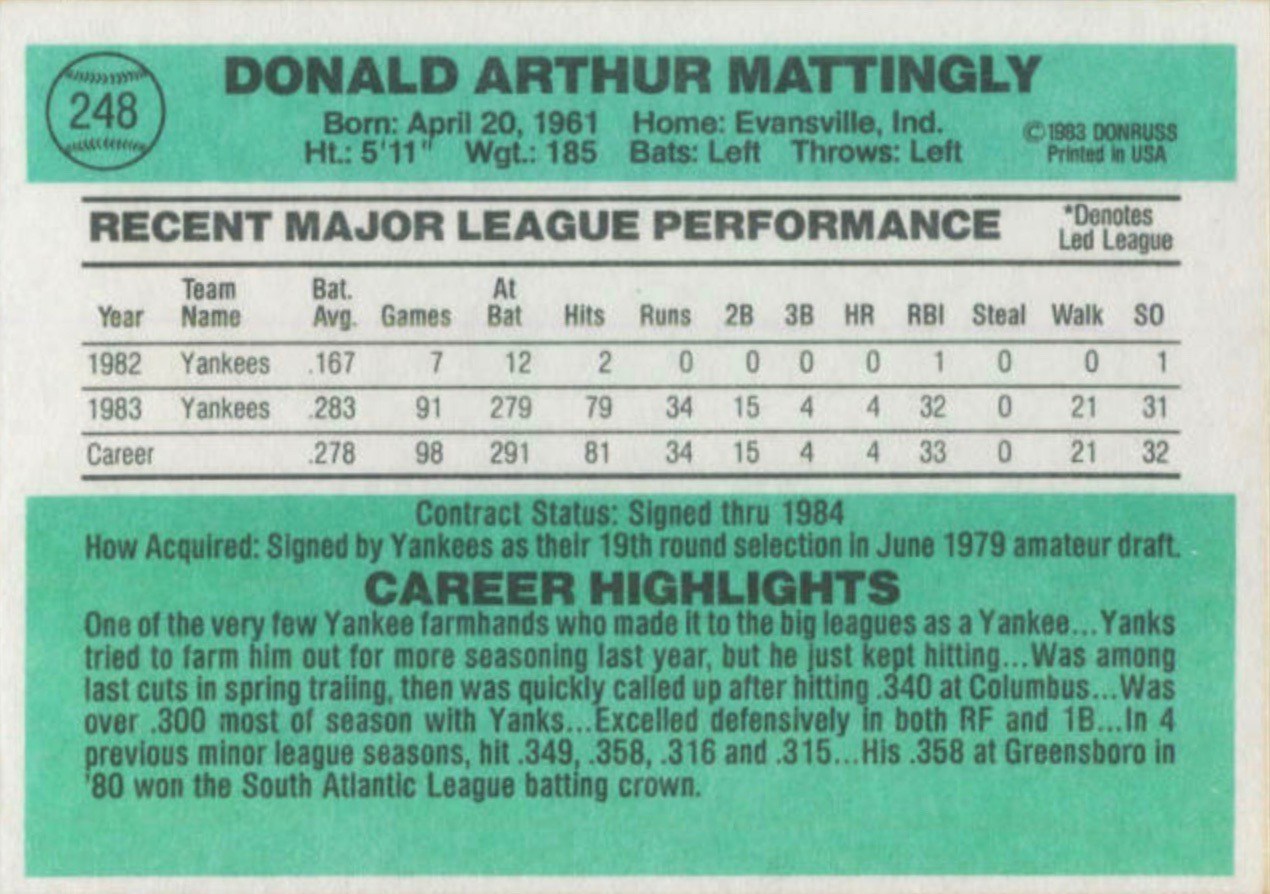 248
DONALD ARTHUR MATTINGLY
Born: April 20, 1961 Home: Evansville, Ind.
Ht.: 5'11" Wgt.: 185 Bats: Left Throws: Left
©1983 DONRUSS
Printed in USA
RECENT MAJOR LEAGUE PERFORMANCE
*Denotes
Led League
Year Team Name Bat. Avg. Games At Bat Hits Runs 2B 3B HR RBI Steal Walk SO
1982 Yankees .167 7 12 2 0 0 0 0 1 0 0 1
1983 Yankees .283 91 279 79 34 15 4 4 32 0 21 31
Career .278 98 291 81 34 15 4 4 33 0 21 32
Contract Status: Signed thru 1984
How Acquired: Signed by Yankees as their 19th round selection in June 1979 amateur draft.
CAREER HIGHLIGHTS
One of the very few Yankee farmhands who made it to the big leagues as a Yankee...Yanks
tried to farm him out for more seasoning last year, but he just kept hitting...Was among
last cuts in spring traiing, then was quickly called up after hitting .340 at Columbus...Was
over .300 most of season with Yanks...Excelled defensively in both RF and 1B...In 4
previous minor league seasons, hit .349, .358, .316 and .315...His .358 at Greensboro in
'80 won the South Atlantic League batting crown.